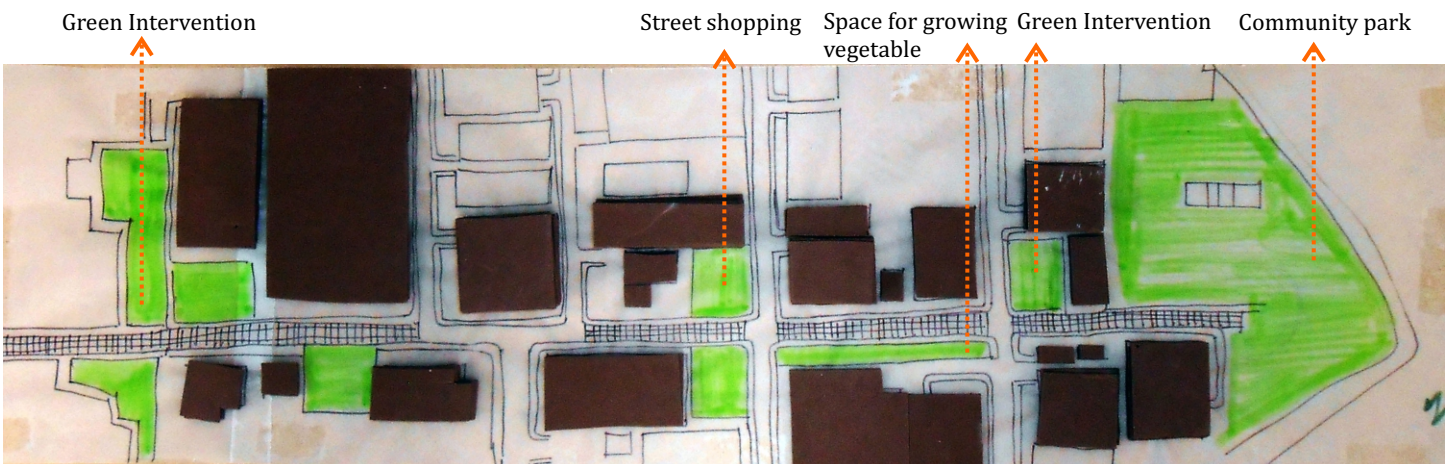 Green Intervention
Street shopping
Space for growing
vegetable
Green Intervention
Community park